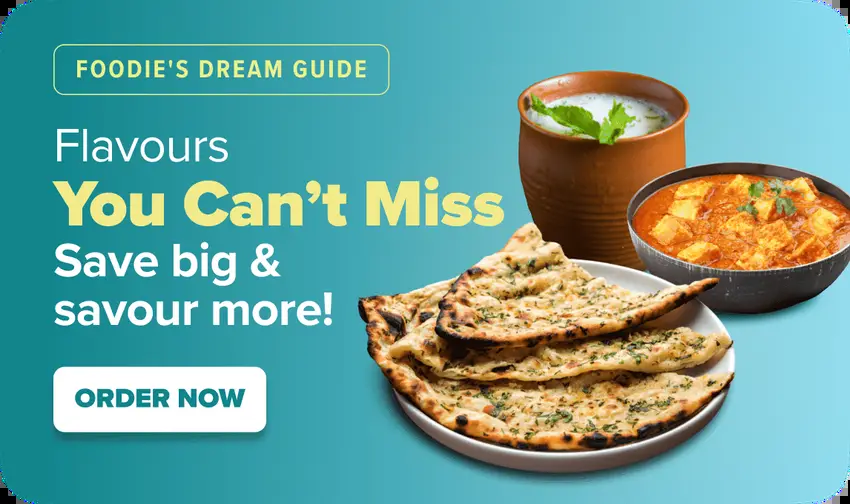 FOODIE'S DREAM GUIDE
Flavours
You Can’t Miss
Save big &
savour more!
ORDER NOW